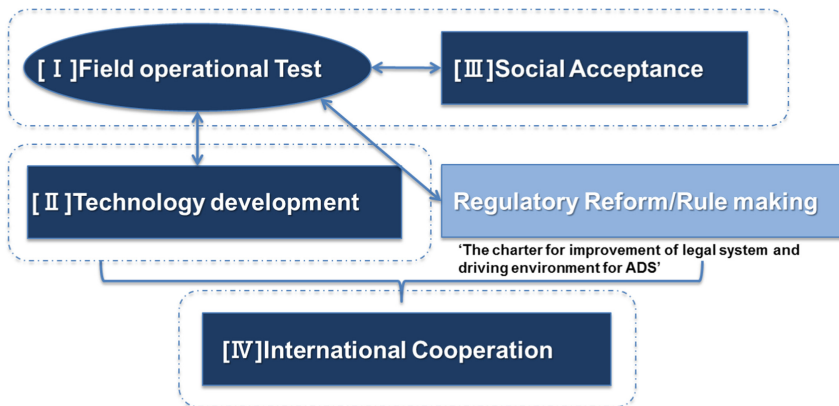 [Ⅰ]Field operational Test
[Ⅲ]Social Acceptance
[Ⅱ]Technology development
Regulatory Reform/Rule making
‘The charter for improvement of legal system and
driving environment for ADS’
[Ⅳ]International Cooperation